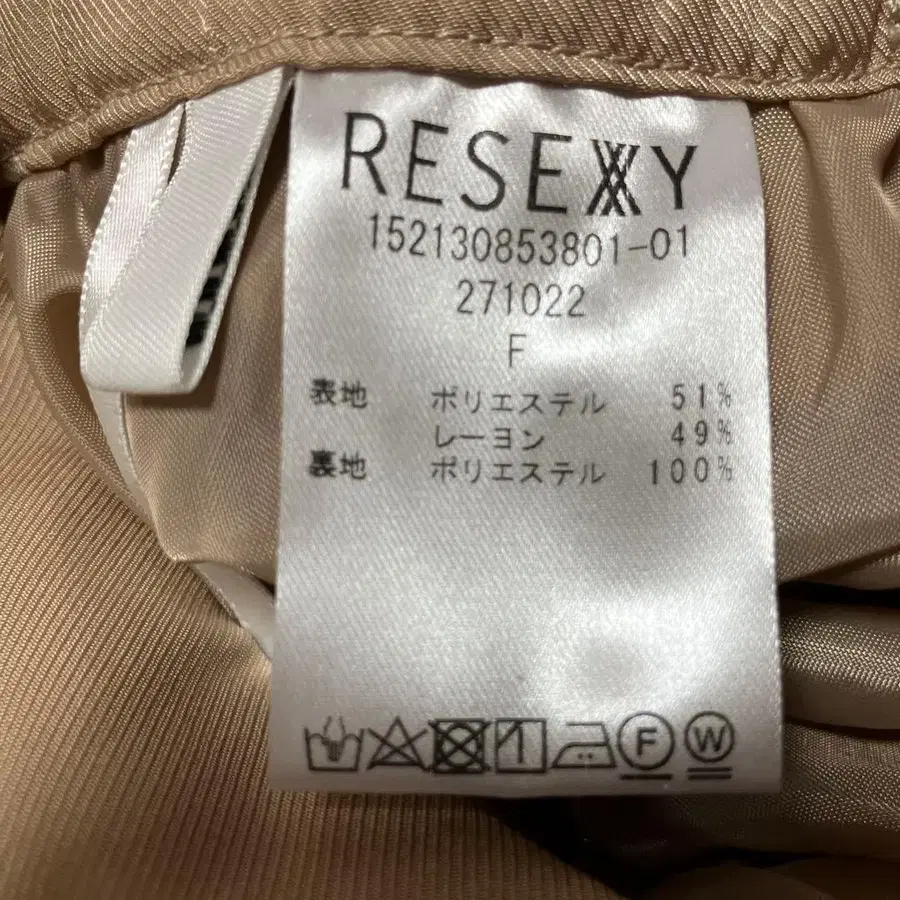 RESEXXY
152130853801-01
271022
F
表地 ポリエステル 51%
レーヨン 49%
裏地 ポリエステル 100%
F W